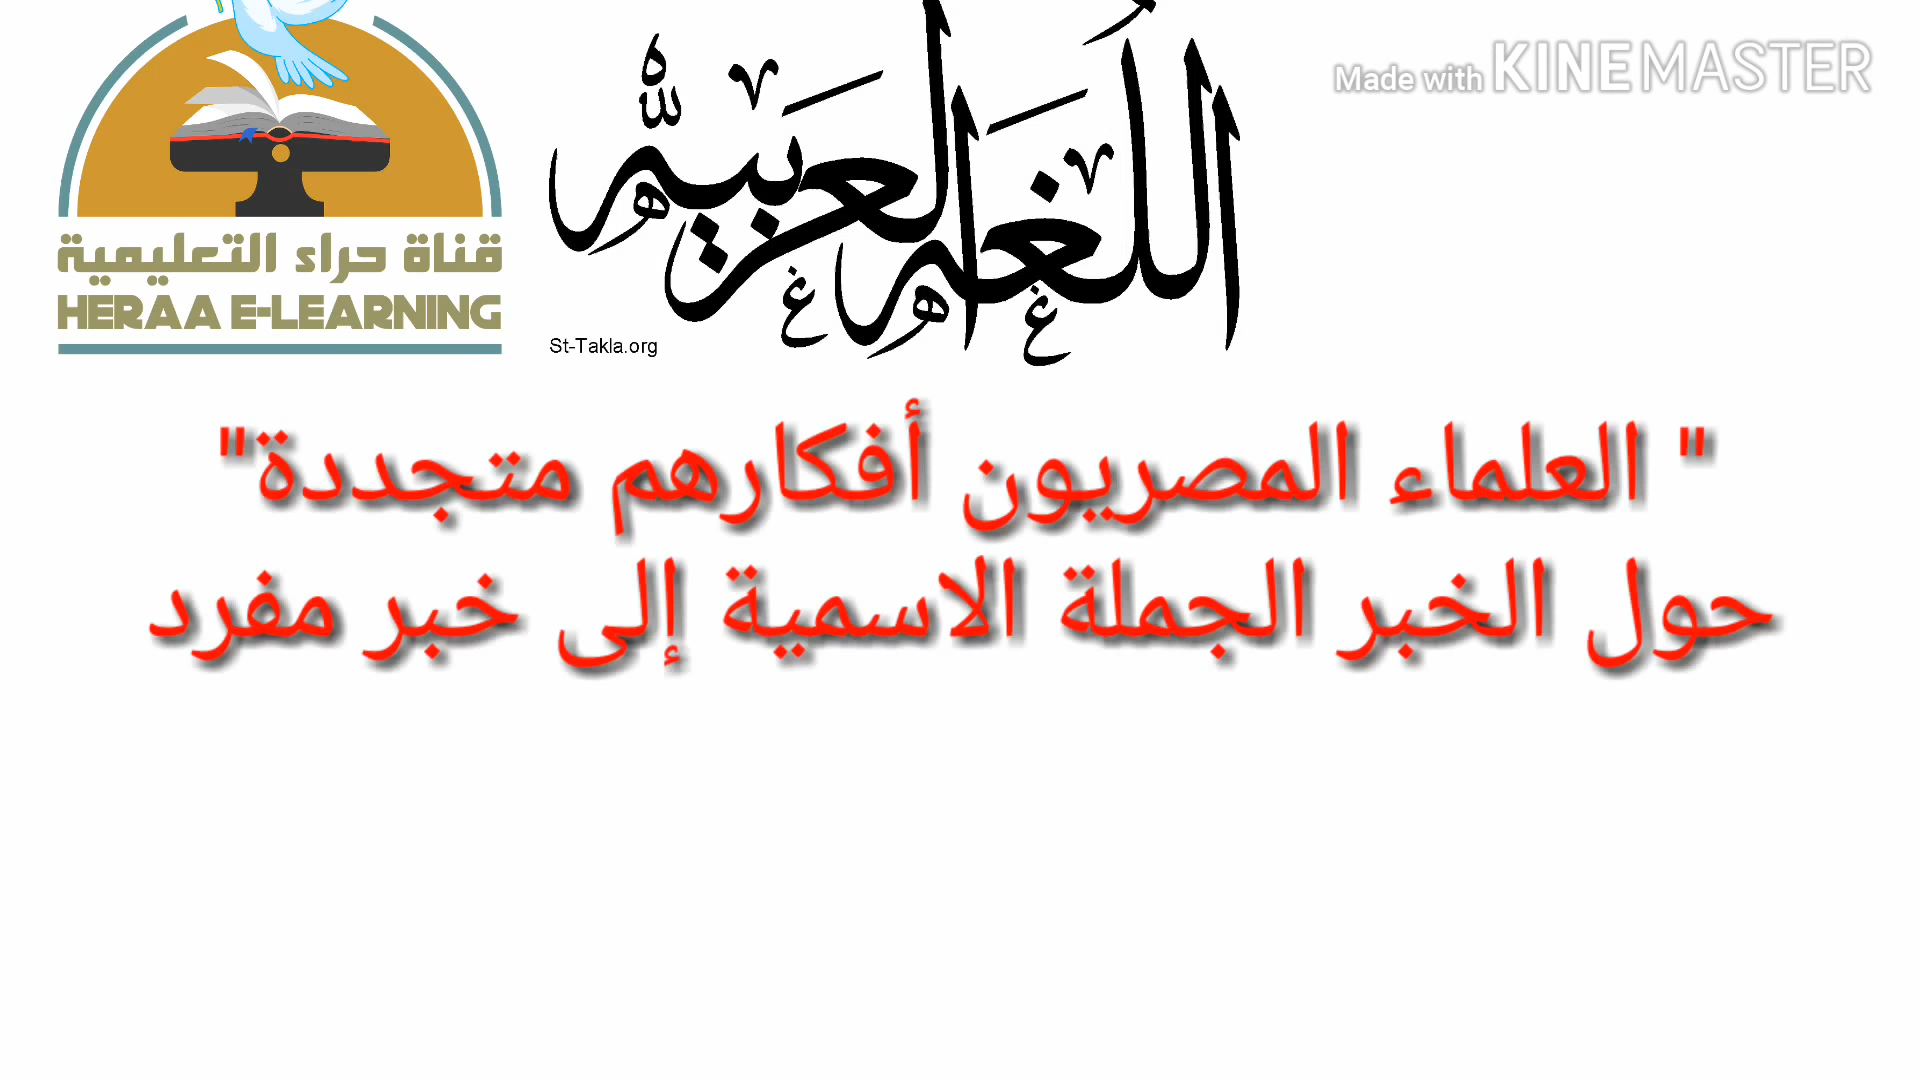 Made with KINEMASTER
اللغة العربية
قناة حراء التعليمية
HERAA E-LEARNING
St-Takla.org
" العلماء المصريون أفكارهم متجددة"
حول الخبر الجملة الاسمية إلى خبر مفرد